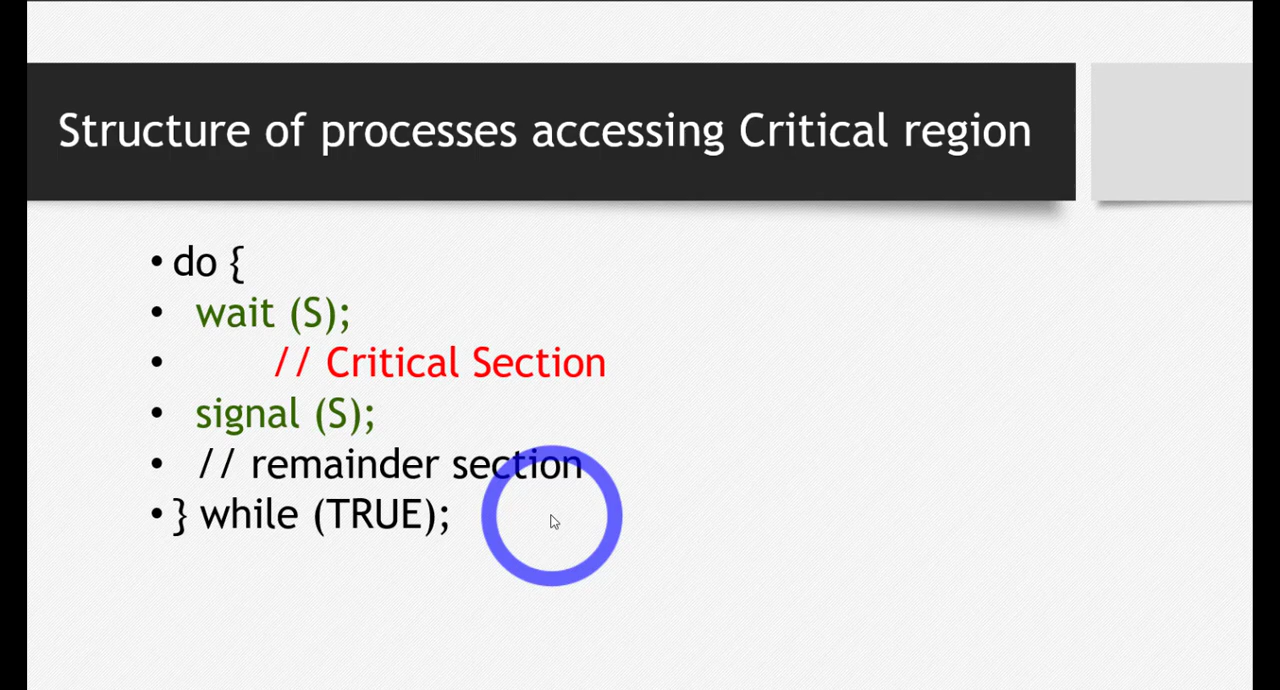 Structure of processes accessing Critical region
• do {
• wait (S);
• // Critical Section
• signal (S);
• // remainder section
• } while (TRUE);